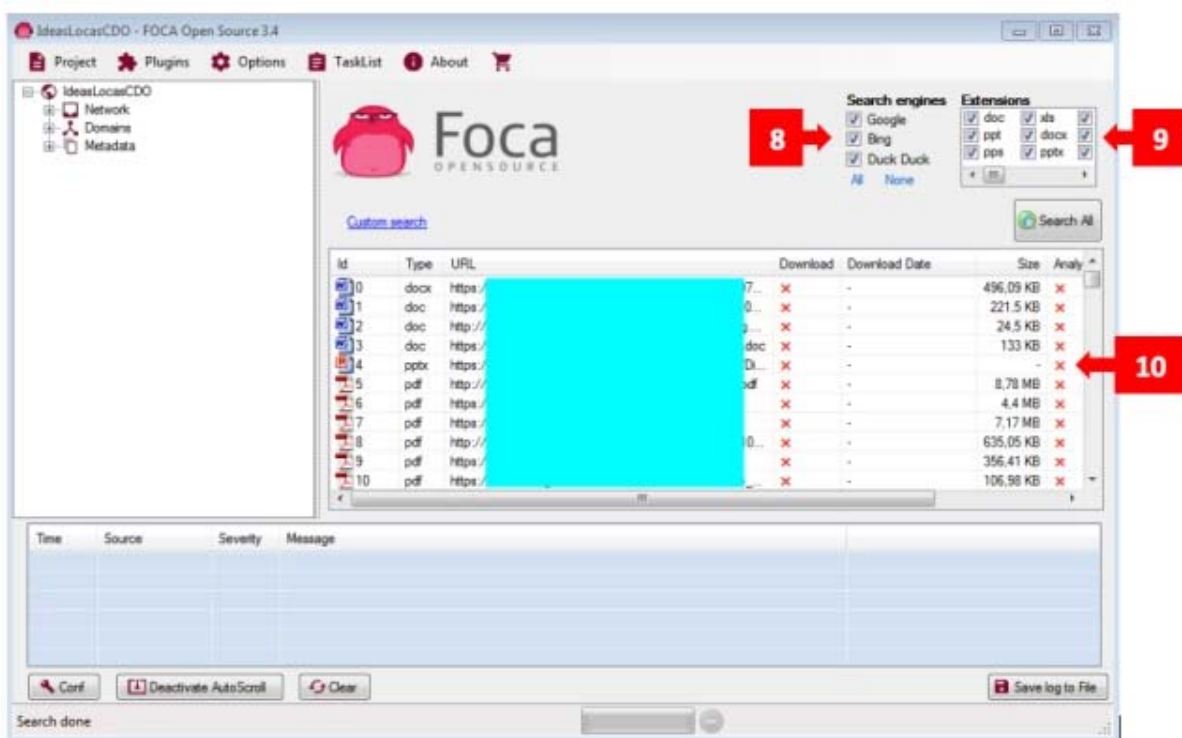 IdeasLocasCDO - FOCA Open Source 3.4
Project Plugins Options TaskList About
IdeasLocasCDO
Network
Domains
Metadata
Foca
OPENSOURCE
Search engines
Google
Bing
Duck Duck
All None
Extensions
doc xls
ppt docx
pps pptx
8
9
Custom search
Search All
Id Type URL Download Download Date Size Analy
0 docx https:/ 7... - 496,09 KB
1 doc https:/ 0... - 221.5 KB
2 doc http:// ... - 24,5 KB
3 doc https:/ doc - 133 KB
4 pptx https:/ Di... - -
5 pdf http:// df - 8,78 MB
6 pdf https:/ - 4,4 MB
7 pdf https:/ - 7,17 MB
8 pdf http:// 0... - 635,05 KB
9 pdf https:/ - 356,41 KB
10 pdf https:/ _... - 106,98 KB
10
Time Source Severity Message
Conf Deactivate AutoScroll Clear Save log to File
Search done